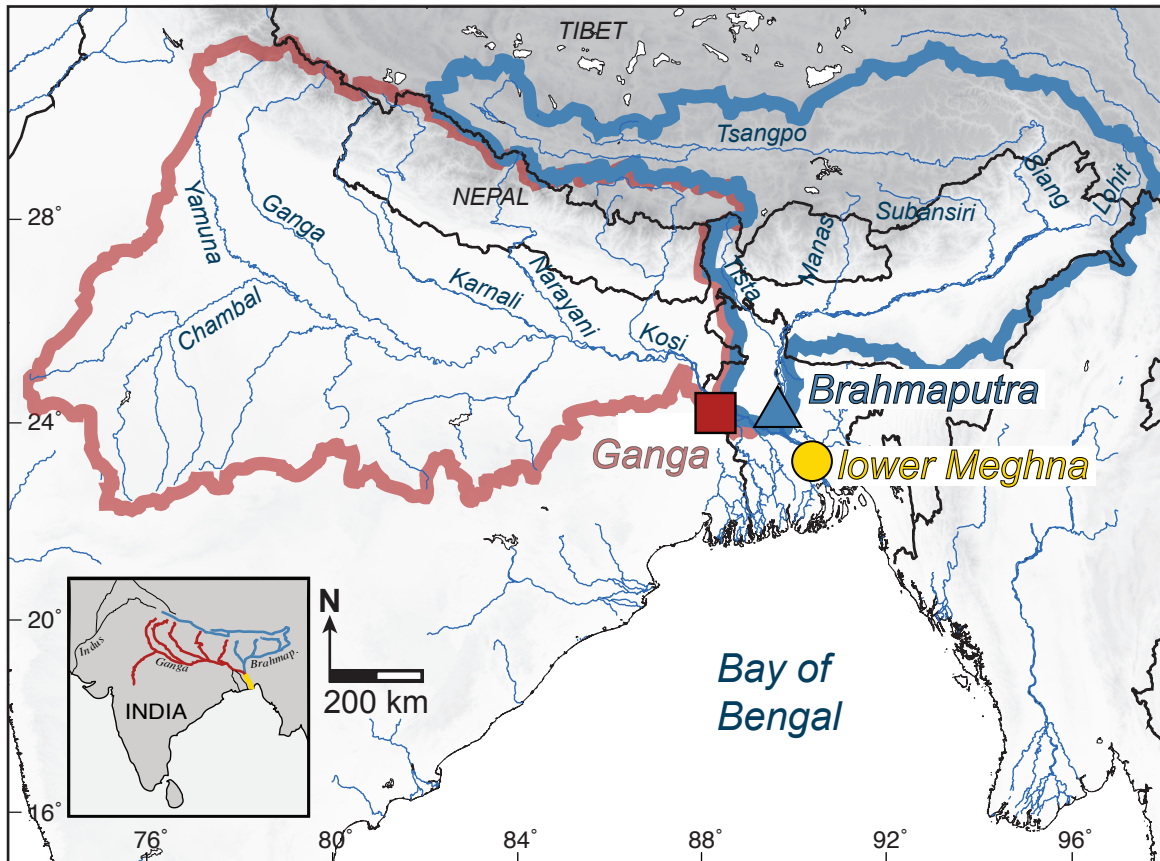 TIBET
Tsangpo
Siang
Lohit
NEPAL
Subansiri
Manas
Yamuna
Ganga
Tista
Narayani
Karnali
Chambal
Kosi
28°
24°
20°
16°
Brahmaputra
Ganga
lower Meghna
Indus
Ganga
Brahmap.
INDIA
N
200 km
Bay of
Bengal
76°
80°
84°
88°
92°
96°